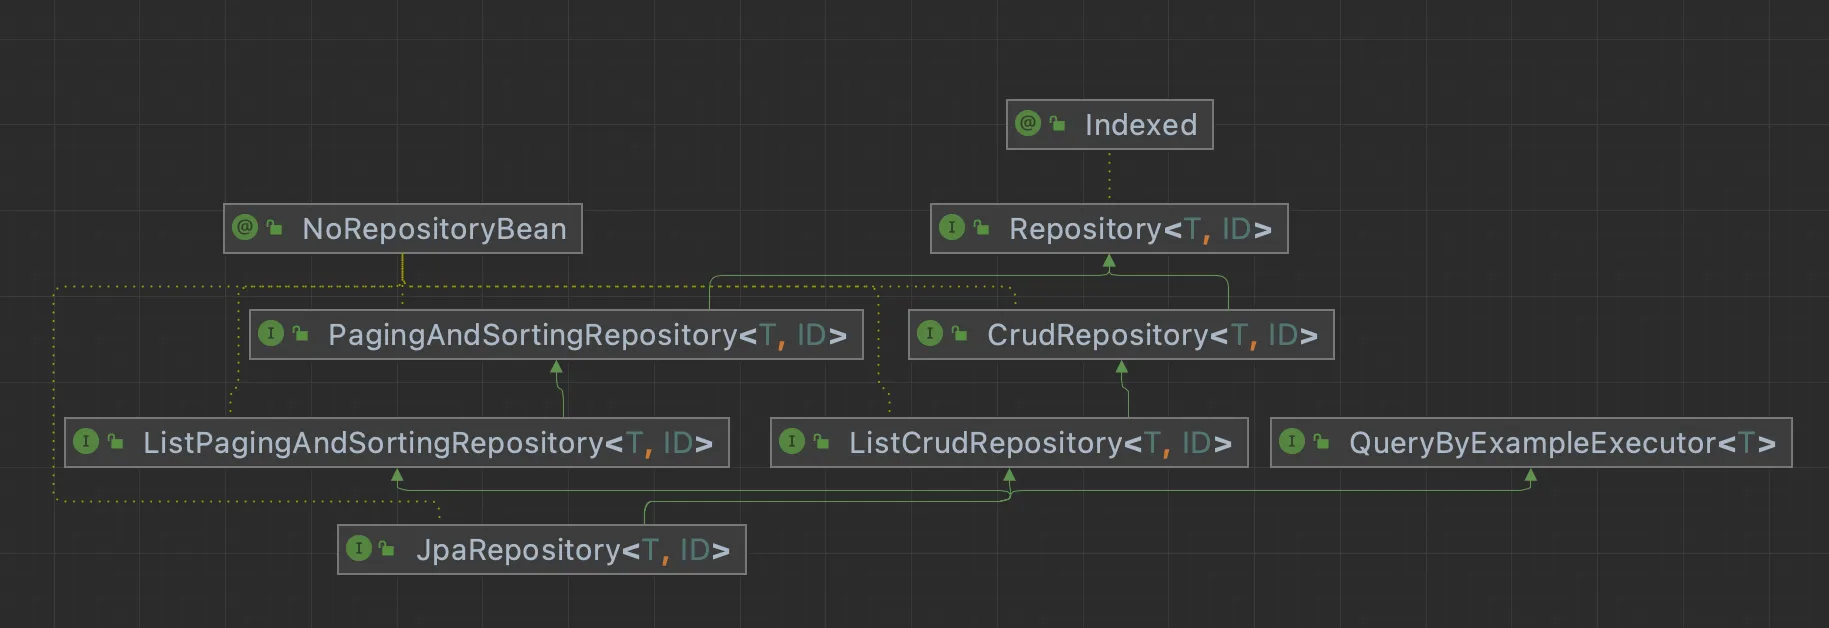 @ Indexed
@ NoRepositoryBean
I Repository<T, ID>
I PagingAndSortingRepository<T, ID>
I CrudRepository<T, ID>
I ListPagingAndSortingRepository<T, ID>
I ListCrudRepository<T, ID>
I QueryByExampleExecutor<T>
I JpaRepository<T, ID>